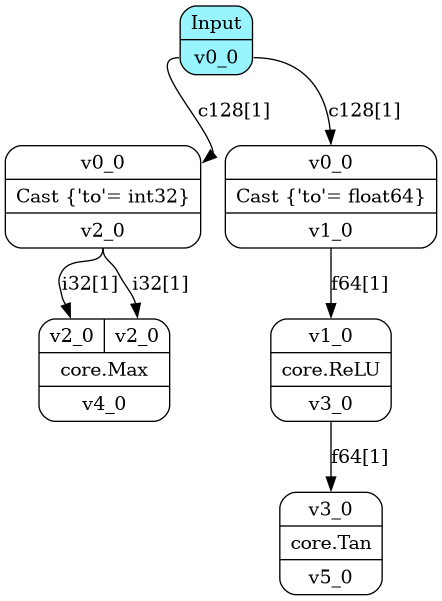 Input
v0_0
c128[1]
c128[1]
v0_0
Cast {'to'= int32}
v2_0
v0_0
Cast {'to'= float64}
v1_0
i32[1]
i32[1]
f64[1]
v2_0
v2_0
core.Max
v4_0
v1_0
core.ReLU
v3_0
f64[1]
v3_0
core.Tan
v5_0